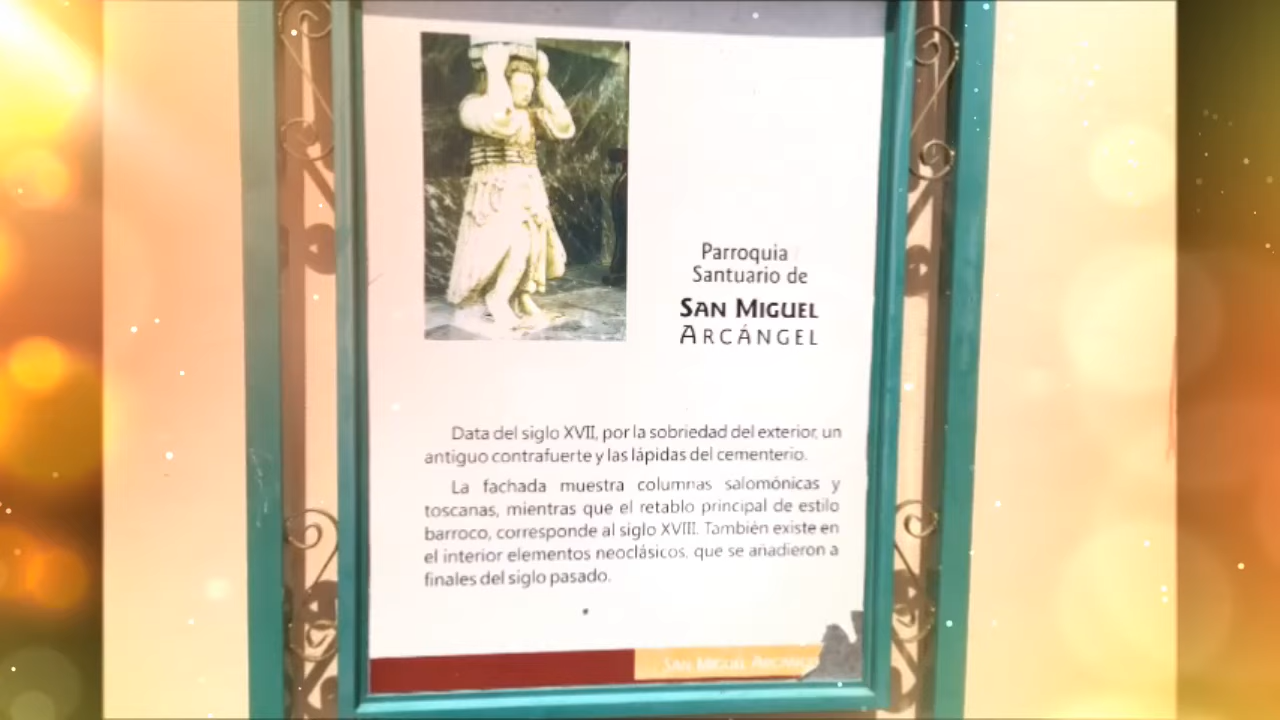 Parroquia
Santuario de
SAN MIGUEL
ARCÁNGEL
Data del siglo XVII, por la sobriedad del exterior, un
antiguo contrafuerte y las lápidas del cementerio.
La fachada muestra columnas salomónicas y
toscanas, mientras que el retablo principal de estilo
barroco, corresponde al siglo XVIII. También existe en
el interior elementos neoclásicos, que se añadieron a
finales del siglo pasado.
SAN MIGUEL